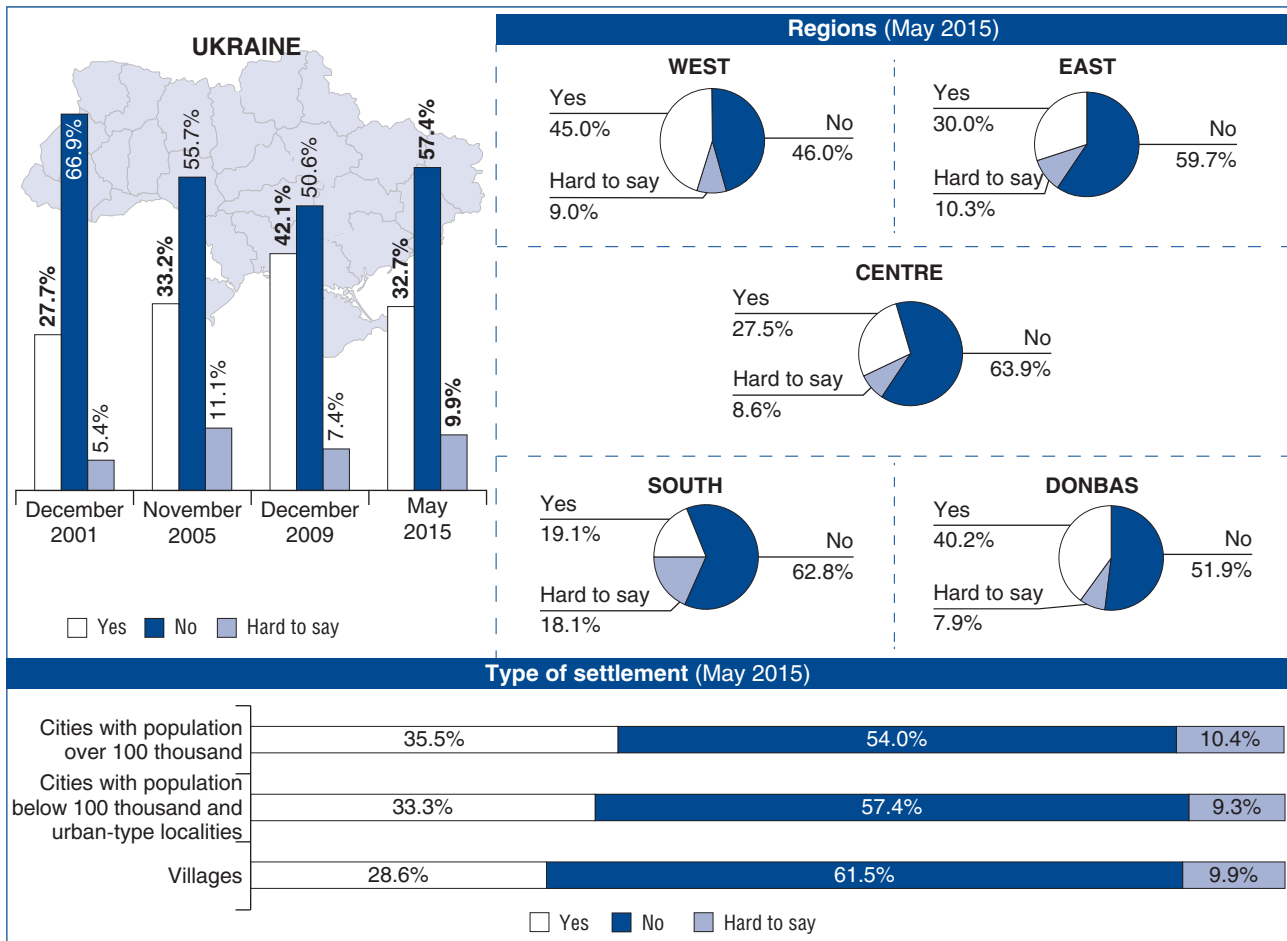 UKRAINE
27.7%
66.9%
5.4%
33.2%
55.7%
11.1%
42.1%
50.6%
7.4%
32.7%
57.4%
9.9%
December
2001
November
2005
December
2009
May
2015
Yes No Hard to say
Regions (May 2015)
WEST
Yes
45.0%
No
46.0%
Hard to say
9.0%
EAST
Yes
30.0%
No
59.7%
Hard to say
10.3%
CENTRE
Yes
27.5%
No
63.9%
Hard to say
8.6%
SOUTH
Yes
19.1%
No
62.8%
Hard to say
18.1%
DONBAS
Yes
40.2%
No
51.9%
Hard to say
7.9%
Type of settlement (May 2015)
Cities with population
over 100 thousand
35.5% 54.0% 10.4%
Cities with population
below 100 thousand and
urban-type localities
33.3% 57.4% 9.3%
Villages
28.6% 61.5% 9.9%
Yes No Hard to say